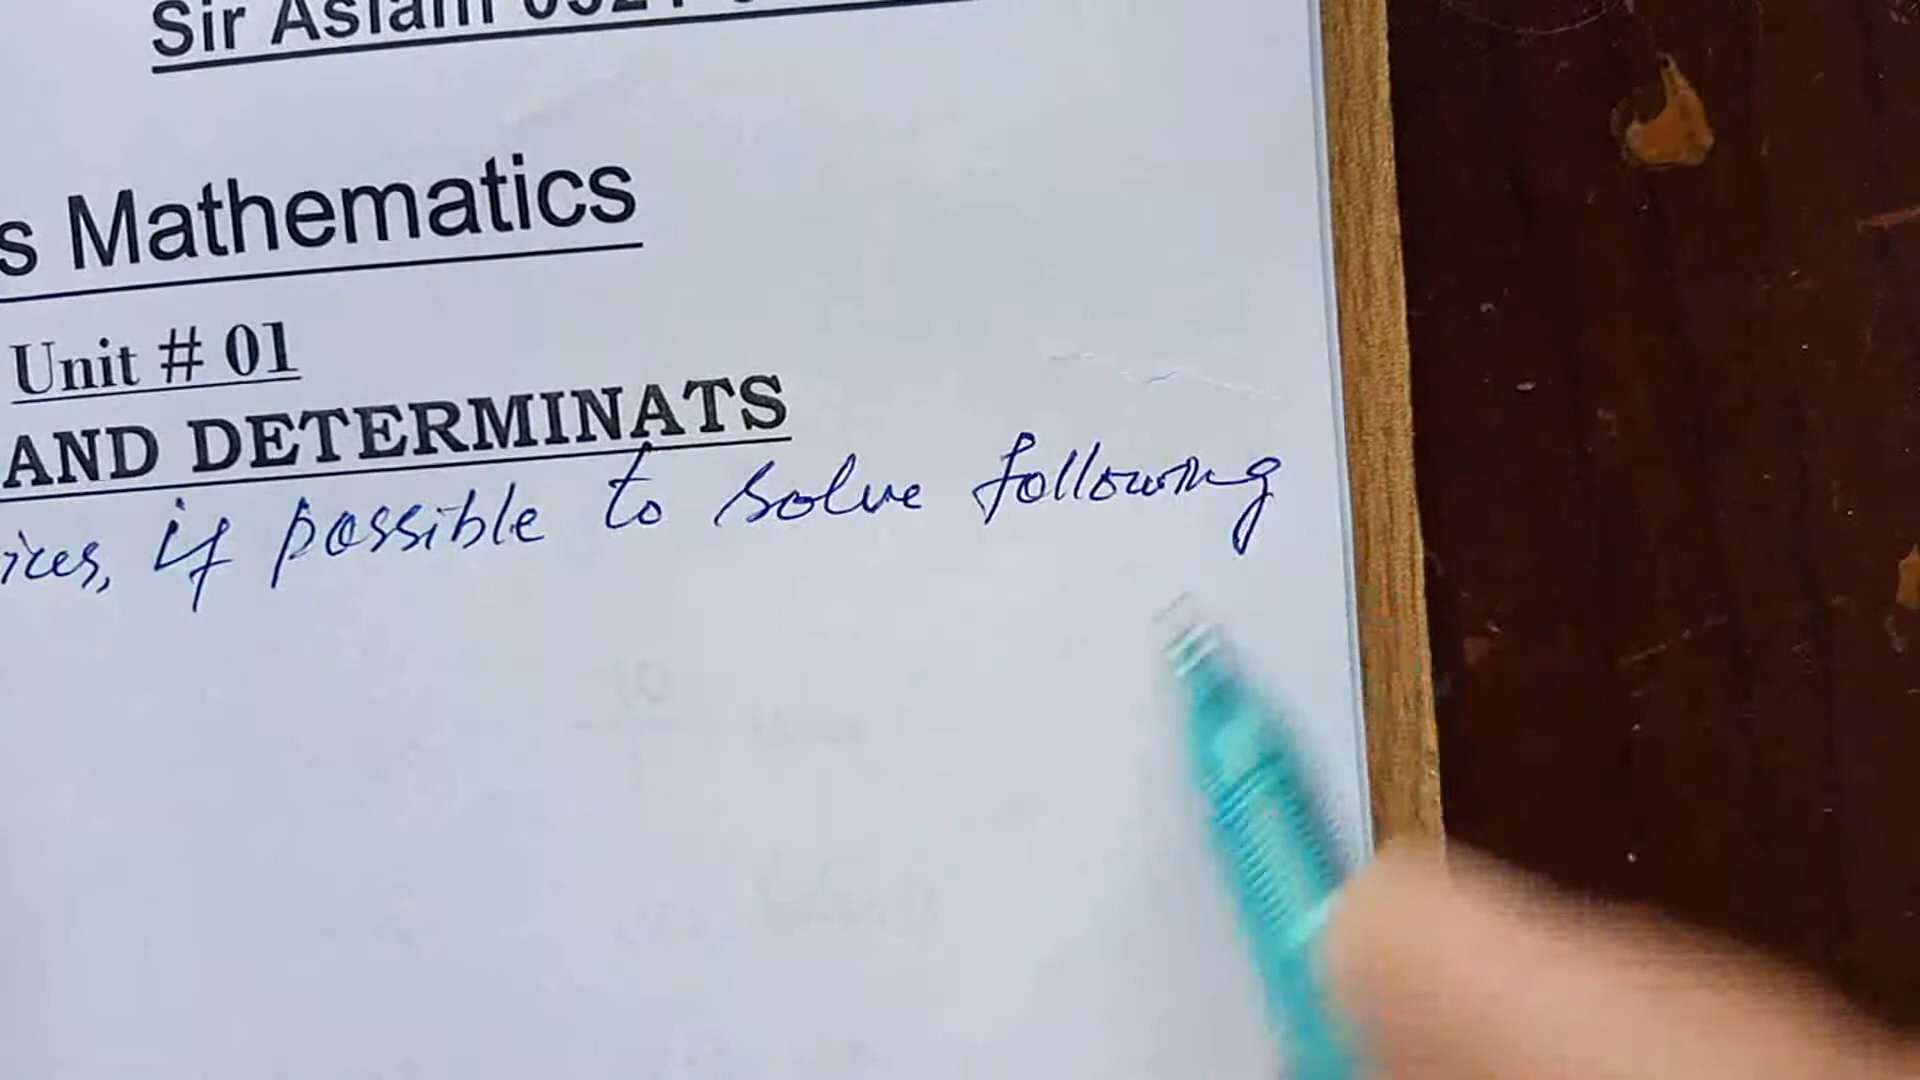 Sir Aslam
s Mathematics
Unit # 01
AND DETERMINATS
ices, if possible to solve following